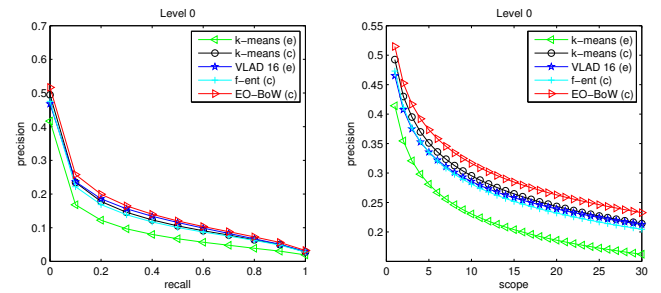 Level 0
0.7
0.6
0.5
0.4
0.3
0.2
0.1
0
precision
k-means (e)
k-means (c)
VLAD 16 (e)
f-ent (c)
EO-BoW (c)
0 0.2 0.4 0.6 0.8 1
recall
Level 0
0.55
0.5
0.45
0.4
0.35
0.3
0.25
0.2
precision
k-means (e)
k-means (c)
VLAD 16 (e)
f-ent (c)
EO-BoW (c)
0 5 10 15 20 25 30
scope